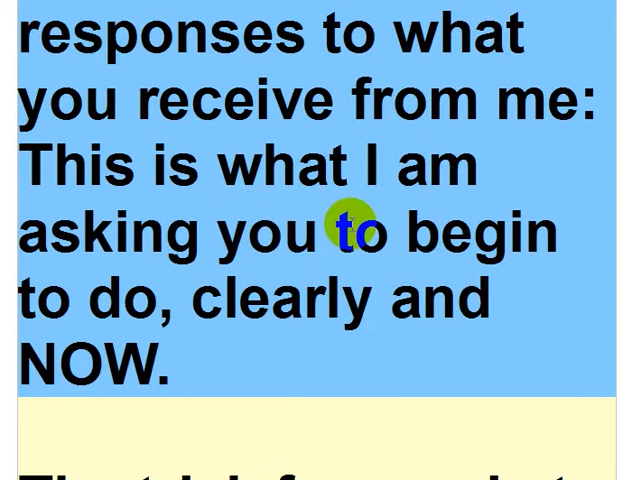 responses to what
you receive from me:
This is what I am
asking you to begin
to do, clearly and
NOW.